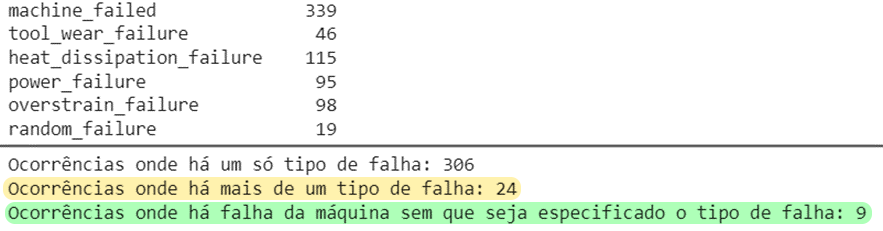 machine_failed 339
tool_wear_failure 46
heat_dissipation_failure 115
power_failure 95
overstrain_failure 98
random_failure 19
Ocorrências onde há um só tipo de falha: 306
Ocorrências onde há mais de um tipo de falha: 24
Ocorrências onde há falha da máquina sem que seja especificado o tipo de falha: 9